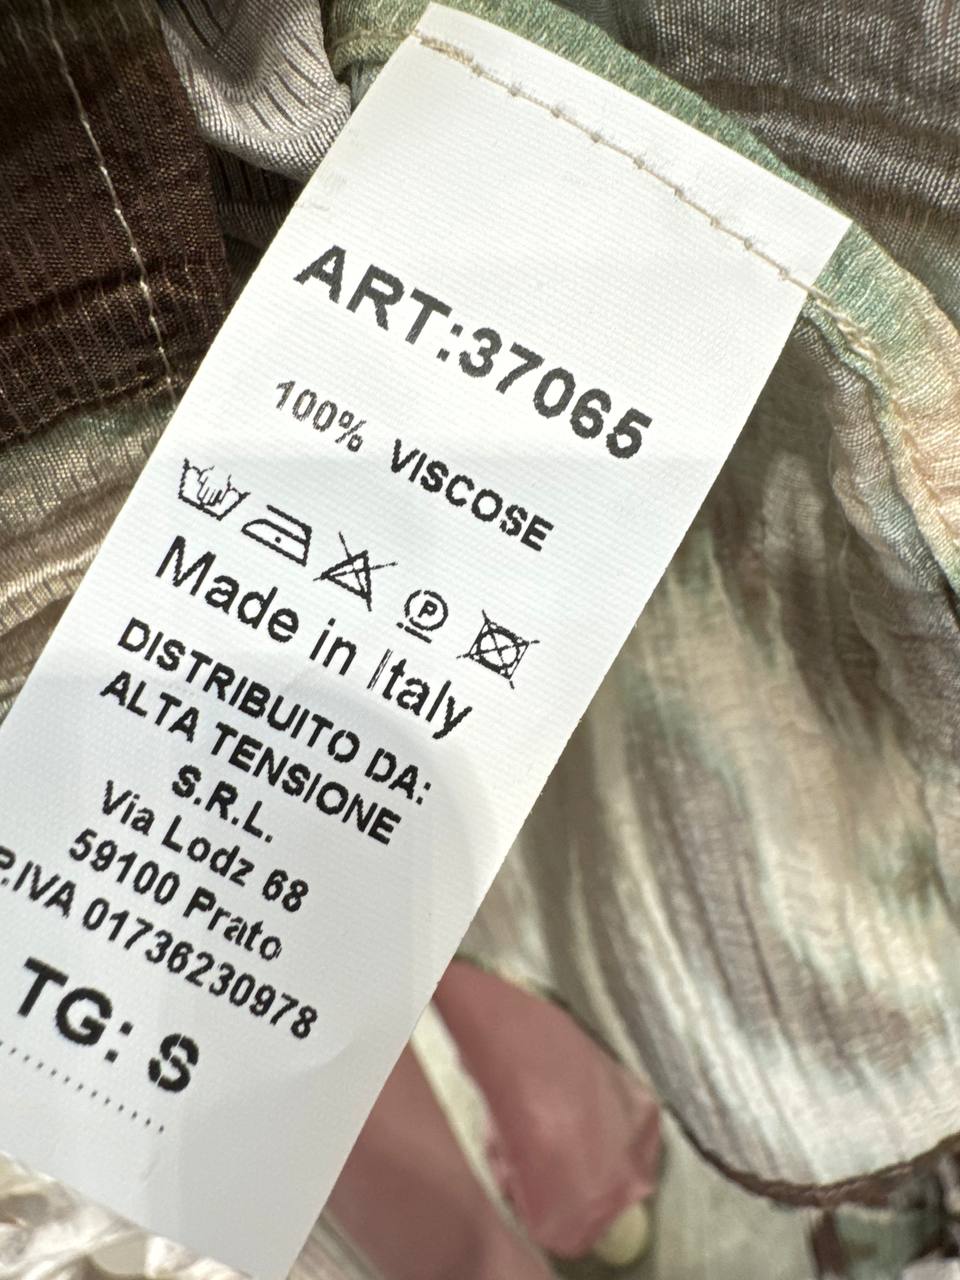 ART:37065
100% VISCOSE
P
Made in Italy
DISTRIBUITO DA:
ALTA TENSIONE
S.R.L.
Via Lodz 68
59100 Prato
P.IVA 01736230978
TG: S